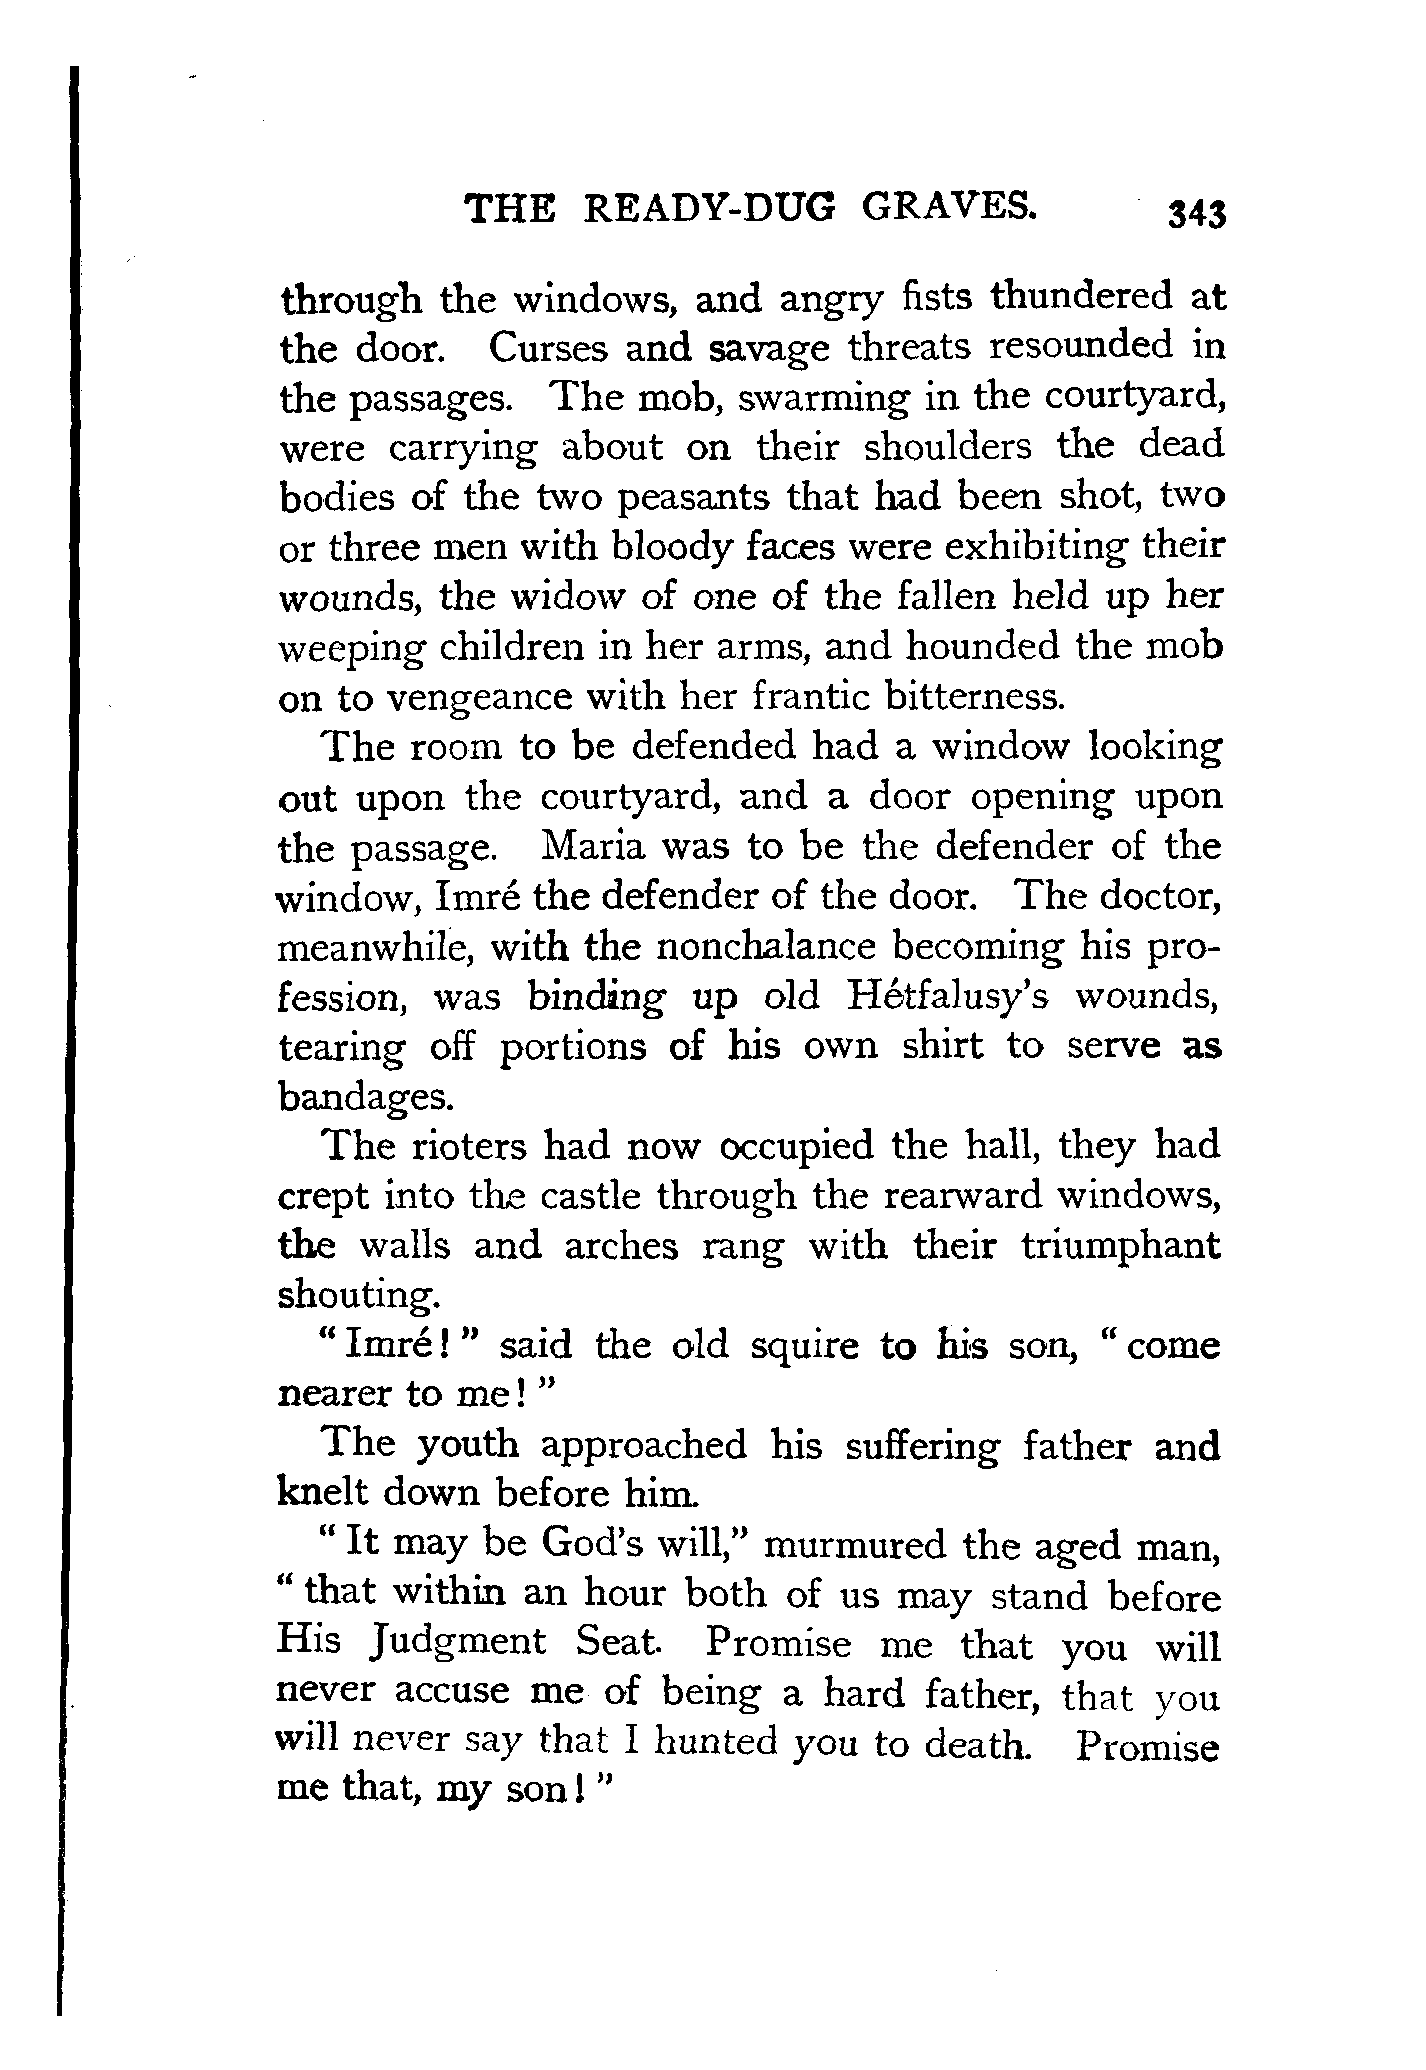 THE READY-DUG GRAVES. 343
through the windows, and angry fists thundered at
the door. Curses and savage threats resounded in
the passages. The mob, swarming in the courtyard,
were carrying about on their shoulders the dead
bodies of the two peasants that had been shot, two
or three men with bloody faces were exhibiting their
wounds, the widow of one of the fallen held up her
weeping children in her arms, and hounded the mob
on to vengeance with her frantic bitterness.
The room to be defended had a window looking
out upon the courtyard, and a door opening upon
the passage. Maria was to be the defender of the
window, Imré the defender of the door. The doctor,
meanwhile, with the nonchalance becoming his pro-
fession, was binding up old Hétfalusy's wounds,
tearing off portions of his own shirt to serve as
bandages.
The rioters had now occupied the hall, they had
crept into the castle through the rearward windows,
the walls and arches rang with their triumphant
shouting.
"Imré!" said the old squire to his son, "come
nearer to me!"
The youth approached his suffering father and
knelt down before him.
"It may be God's will," murmured the aged man,
"that within an hour both of us may stand before
His Judgment Seat. Promise me that you will
never accuse me of being a hard father, that you
will never say that I hunted you to death. Promise
me that, my son!"